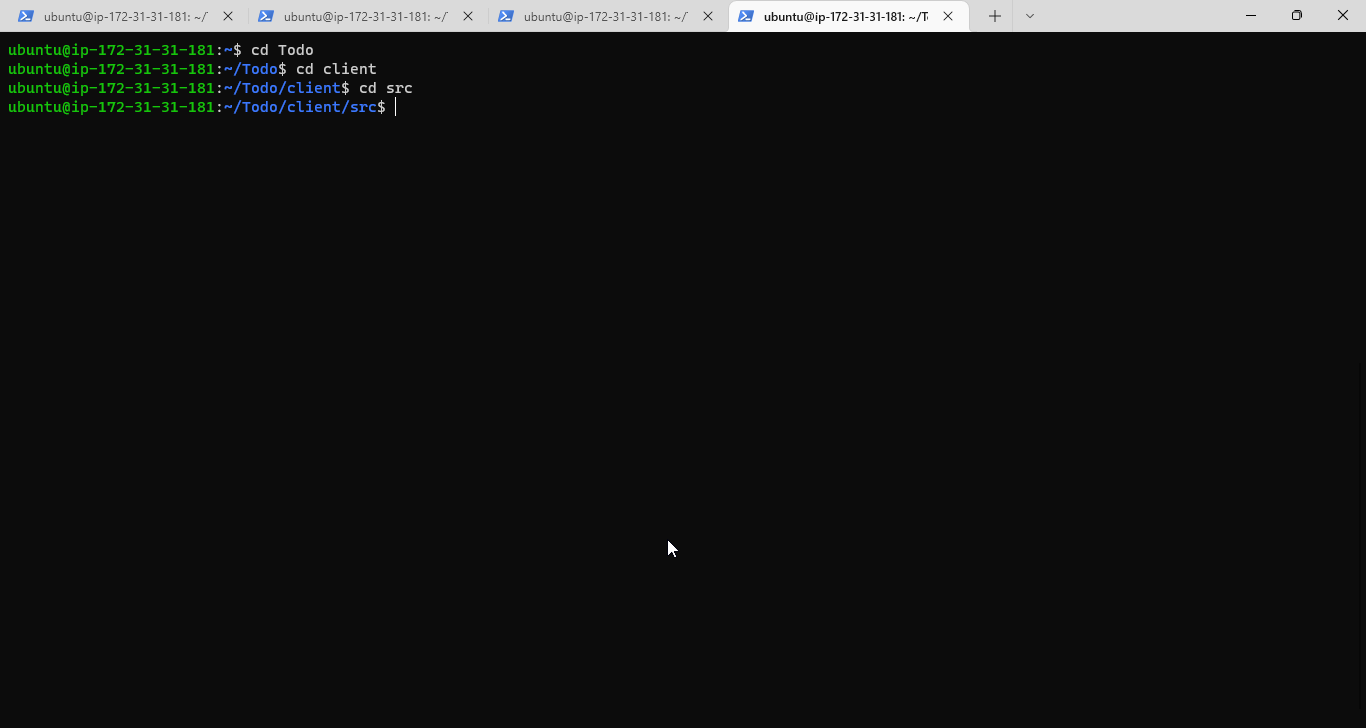 ubuntu@ip-172-31-31-181: ~/
ubuntu@ip-172-31-31-181: ~/
ubuntu@ip-172-31-31-181: ~/
ubuntu@ip-172-31-31-181: ~/T
ubuntu@ip-172-31-31-181:~$ cd Todo
ubuntu@ip-172-31-31-181:~/Todo$ cd client
ubuntu@ip-172-31-31-181:~/Todo/client$ cd src
ubuntu@ip-172-31-31-181:~/Todo/client/src$